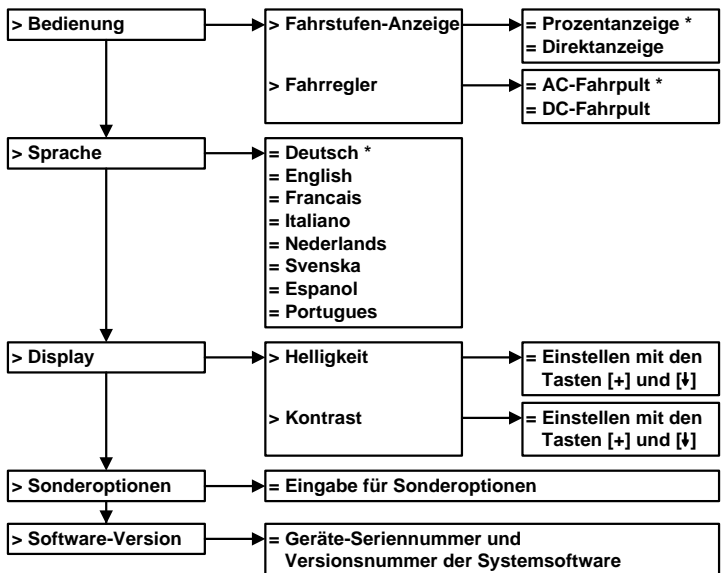 > Bedienung
> Fahrstufen-Anzeige
= Prozentanzeige *
= Direktanzeige
> Fahrregler
= AC-Fahrpult *
= DC-Fahrpult
> Sprache
= Deutsch *
= English
= Francais
= Italiano
= Nederlands
= Svenska
= Espanol
= Portugues
> Display
> Helligkeit
= Einstellen mit den
Tasten [+] und [↓]
> Kontrast
= Einstellen mit den
Tasten [+] und [↓]
> Sonderoptionen
= Eingabe für Sonderoptionen
> Software-Version
= Geräte-Seriennummer und
Versionsnummer der Systemsoftware